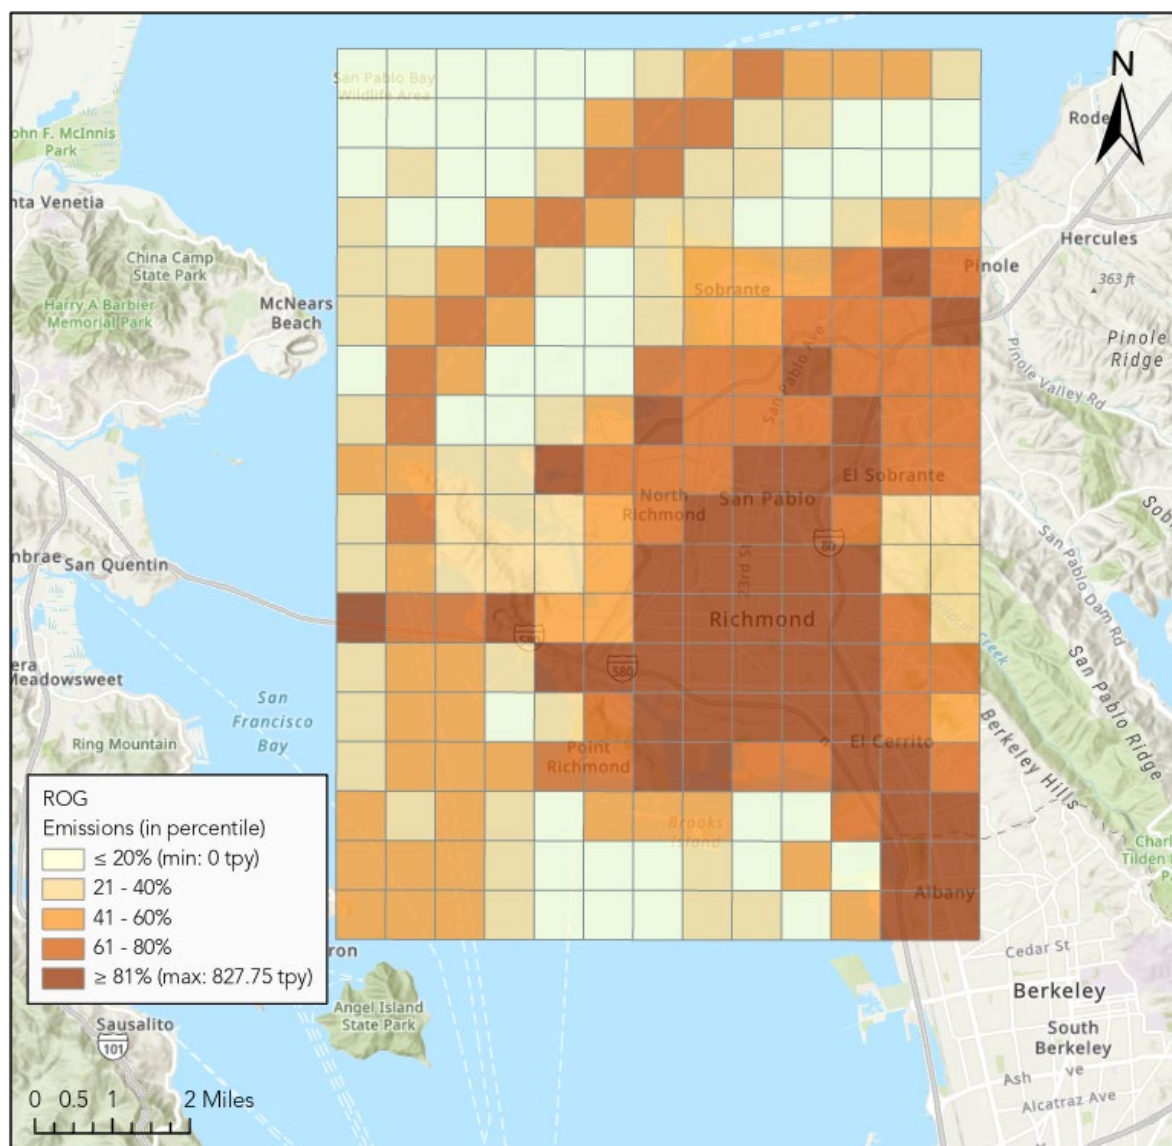 San Pablo Bay
Wildlife Area
N
Rode
ohn F. McInnis
Park
nta Venetia
Hercules
China Camp
State Park
Pinole
363 ft
Harry A Barbier
Memorial Park
McNears
Beach
Sobrante
Pinole
Ridge
San Pablo Ave
Pinole Valley Rd
El Sobrante
North
Richmond
San Pablo
Sob
80
23rd St
nbrae
San Quentin
San Pablo Dam Rd
Richmond
580
Wildcat Creek
580
era
Meadowsweet
San
Francisco
Bay
San Pablo Ridge
Ring Mountain
Point
Richmond
El Cerrito
Berkeley Hills
ROG
Emissions (in percentile)
≤ 20% (min: 0 tpy)
21 - 40%
41 - 60%
61 - 80%
≥ 81% (max: 827.75 tpy)
Brooks
Island
Char
Tilden
Albany
ron
Cedar St
Angel Island
State Park
Berkeley
Sausalito
South
Berkeley
101
Ash
ve
Alcatraz Ave
0 0.5 1 2 Miles